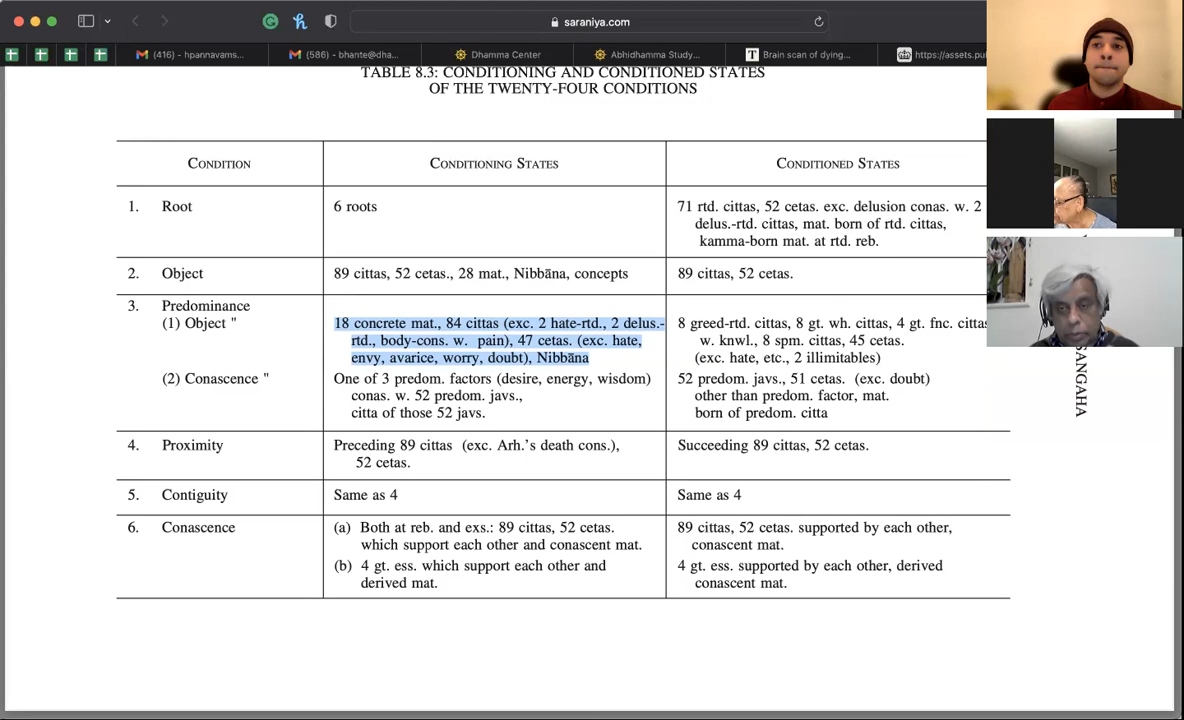 saraniya.com
(416) - hpannavams...
(586) - bhante@dha...
Dhamma Center
Abhidhamma Study...
T Brain scan of dying...
https://assets.pu
TABLE 8.3: CONDITIONING AND CONDITIONED STATES
OF THE TWENTY-FOUR CONDITIONS
CONDITION CONDITIONING STATES CONDITIONED STATES
1. Root
6 roots
71 rtd. cittas, 52 cetas. exc. delusion conas. w. 2
delus.-rtd. cittas, mat. born of rtd. cittas,
kamma-born mat. at rtd. reb.
2. Object
89 cittas, 52 cetas., 28 mat., Nibbāna, concepts
89 cittas, 52 cetas.
3. Predominance
(1) Object "
18 concrete mat., 84 cittas (exc. 2 hate-rtd., 2 delus.-
rtd., body-cons. w. pain), 47 cetas. (exc. hate,
envy, avarice, worry, doubt), Nibbāna
8 greed-rtd. cittas, 8 gt. wh. cittas, 4 gt. fnc. cittas
w. knwl., 8 spm. cittas, 45 cetas.
(exc. hate, etc., 2 illimitables)
(2) Conascence "
One of 3 predom. factors (desire, energy, wisdom)
conas. w. 52 predom. javs.,
citta of those 52 javs.
52 predom. javs., 51 cetas. (exc. doubt)
other than predom. factor, mat.
born of predom. citta
4. Proximity
Preceding 89 cittas (exc. Arh.'s death cons.),
52 cetas.
Succeeding 89 cittas, 52 cetas.
5. Contiguity
Same as 4
Same as 4
6. Conascence
(a) Both at reb. and exs.: 89 cittas, 52 cetas.
which support each other and conascent mat.
89 cittas, 52 cetas. supported by each other,
conascent mat.
(b) 4 gt. ess. which support each other and
derived mat.
4 gt. ess. supported by each other, derived
conascent mat.
SANGAHA